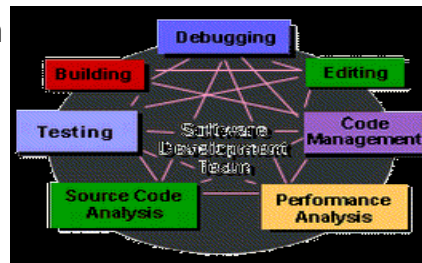 Debugging
Building
Editing
Testing
Software
Development
Team
Code
Management
Source Code
Analysis
Performance
Analysis